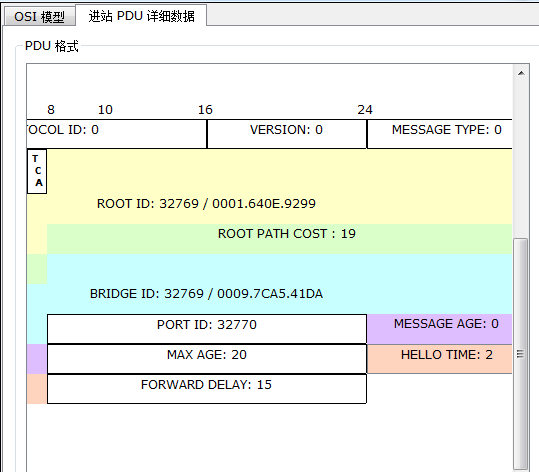 OSI 模型 进站 PDU 详细数据
PDU 格式
8 10 16 24
OCOL ID: 0 VERSION: 0 MESSAGE TYPE: 0
T
C
A
ROOT ID: 32769 / 0001.640E.9299
ROOT PATH COST : 19
BRIDGE ID: 32769 / 0009.7CA5.41DA
PORT ID: 32770 MESSAGE AGE: 0
MAX AGE: 20 HELLO TIME: 2
FORWARD DELAY: 15